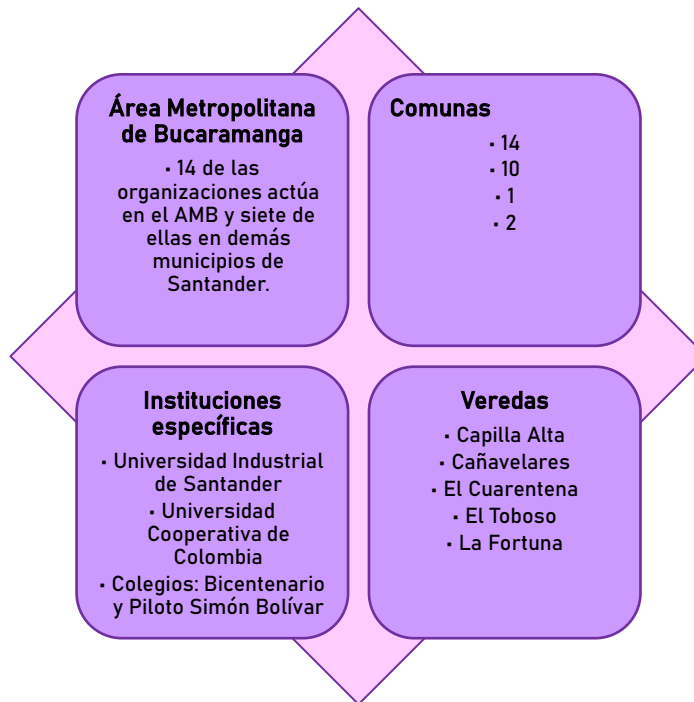 Área Metropolitana
de Bucaramanga
▪ 14 de las
organizaciones actúa
en el AMB y siete de
ellas en demás
municipios de
Santander.
Comunas
▪ 14
▪ 10
▪ 1
▪ 2
Instituciones
específicas
▪ Universidad Industrial
de Santander
▪ Universidad
Cooperativa de
Colombia
▪ Colegios: Bicentenario
y Piloto Simón Bolívar
Veredas
▪ Capilla Alta
▪ Cañavelares
▪ El Cuarentena
▪ El Toboso
▪ La Fortuna